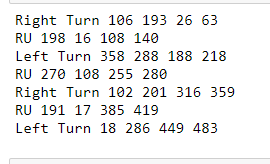 Right Turn 106 193 26 63
RU 198 16 108 140
Left Turn 358 288 188 218
RU 270 108 255 280
Right Turn 102 201 316 359
RU 191 17 385 419
Left Turn 18 286 449 483